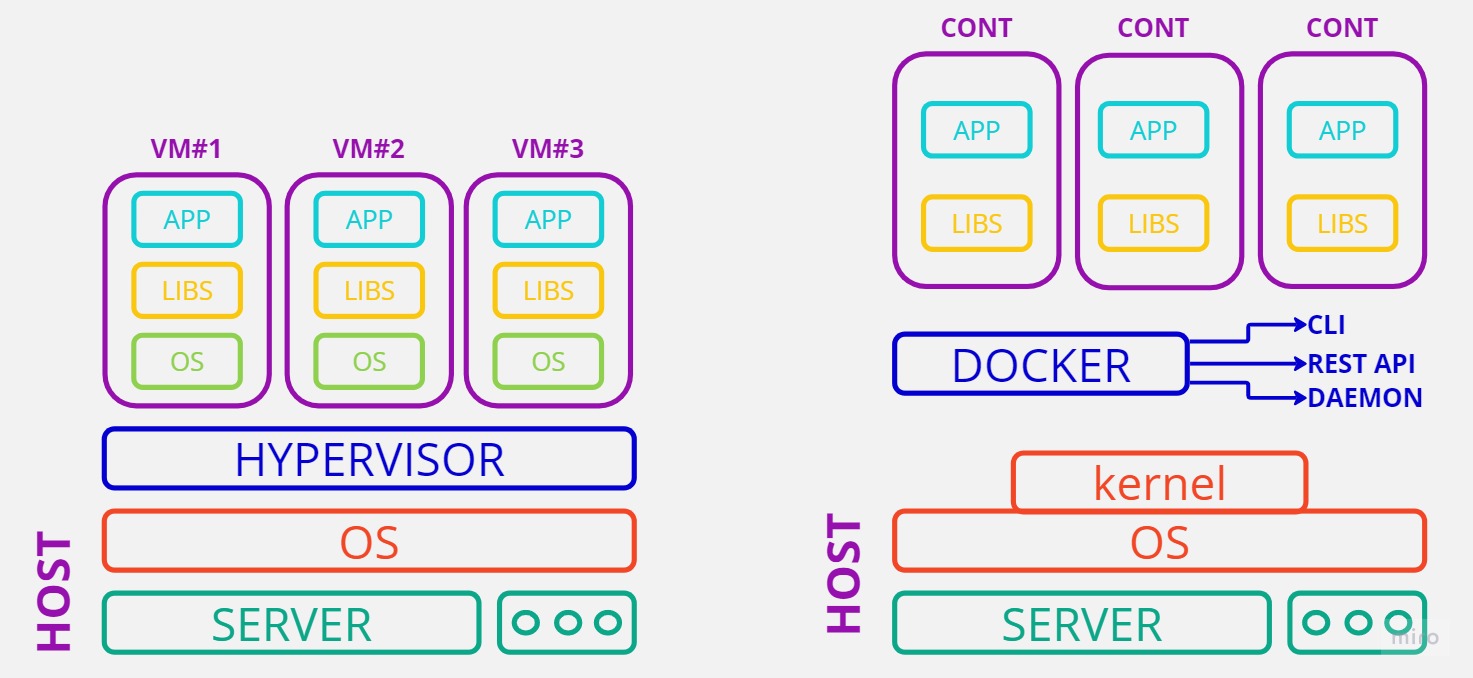 VM#1 VM#2 VM#3
APP APP APP
LIBS LIBS LIBS
OS OS OS
HYPERVISOR
OS
SERVER
HOST
CONT CONT CONT
APP APP APP
LIBS LIBS LIBS
DOCKER
CLI
REST API
DAEMON
kernel
OS
SERVER
HOST
miro